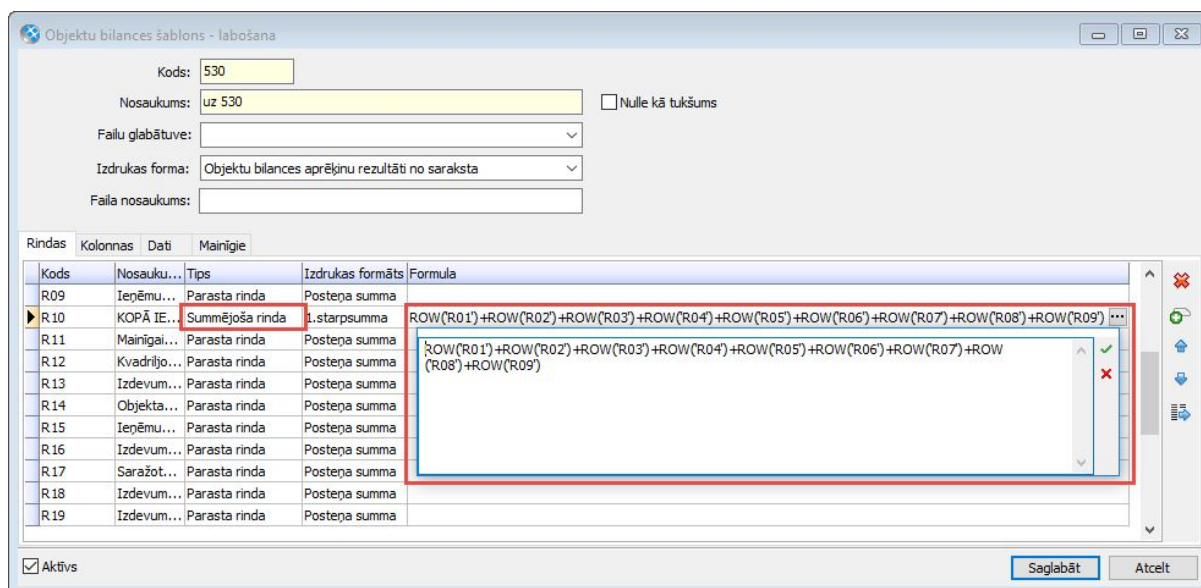 Objektu bilances šablons - labošana
Kods: 530
Nosaukums: uz 530
Nulle kā tukšums
Failu glabātuve:
Izdrukas forma: Objektu bilances aprēķinu rezultāti no saraksta
Faila nosaukums:
Rindas Kolonnas Dati Mainīgie
Kods Nosauku... Tips Izdrukas formāts Formula
R09 Ieņēmu... Parasta rinda Posteņa summa
R10 KOPĀ IE... Summējoša rinda 1.starpsumma ROW('R01')+ROW('R02')+ROW('R03')+ROW('R04')+ROW('R05')+ROW('R06')+ROW('R07')+ROW('R08')+ROW('R09') ...
R11 Mainīgai... Parasta rinda Posteņa summa
ROW('R01')+ROW('R02')+ROW('R03')+ROW('R04')+ROW('R05')+ROW('R06')+ROW('R07')+ROW
('R08')+ROW('R09')
R12 Kvadriljo... Parasta rinda Posteņa summa
R13 Izdevum... Parasta rinda Posteņa summa
R14 Objekta... Parasta rinda Posteņa summa
R15 Ieņēmu... Parasta rinda Posteņa summa
R16 Izdevum... Parasta rinda Posteņa summa
R17 Saražot... Parasta rinda Posteņa summa
R18 Izdevum... Parasta rinda Posteņa summa
R19 Izdevum... Parasta rinda Posteņa summa
Aktīvs
Saglabāt Atcelt